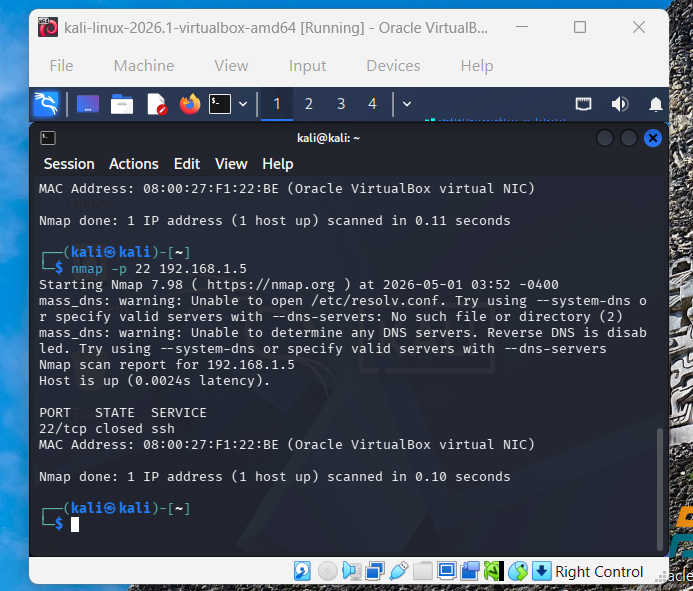 kali-linux-2026.1-virtualbox-amd64 [Running] - Oracle VirtualB...
File Machine View Input Devices Help
1 2 3 4
kali@kali: ~
Session Actions Edit View Help
MAC Address: 08:00:27:F1:22:BE (Oracle VirtualBox virtual NIC)
Nmap done: 1 IP address (1 host up) scanned in 0.11 seconds
┌──(kali㉿kali)-[~]
└─$ nmap -p 22 192.168.1.5
Starting Nmap 7.98 ( https://nmap.org ) at 2026-05-01 03:52 -0400
mass_dns: warning: Unable to open /etc/resolv.conf. Try using --system-dns o
r specify valid servers with --dns-servers: No such file or directory (2)
mass_dns: warning: Unable to determine any DNS servers. Reverse DNS is disab
led. Try using --system-dns or specify valid servers with --dns-servers
Nmap scan report for 192.168.1.5
Host is up (0.0024s latency).
PORT STATE SERVICE
22/tcp closed ssh
MAC Address: 08:00:27:F1:22:BE (Oracle VirtualBox virtual NIC)
Nmap done: 1 IP address (1 host up) scanned in 0.10 seconds
┌──(kali㉿kali)-[~]
└─$
Right Control